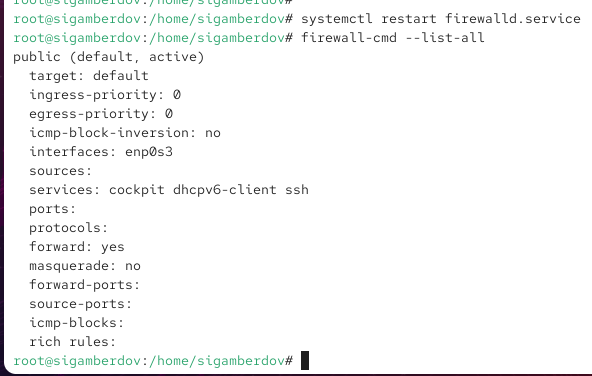 root@sigamberdov:/home/sigamberdov#
root@sigamberdov:/home/sigamberdov# systemctl restart firewalld.service
root@sigamberdov:/home/sigamberdov# firewall-cmd --list-all
public (default, active)
  target: default
  ingress-priority: 0
  egress-priority: 0
  icmp-block-inversion: no
  interfaces: enp0s3
  sources:
  services: cockpit dhcpv6-client ssh
  ports:
  protocols:
  forward: yes
  masquerade: no
  forward-ports:
  source-ports:
  icmp-blocks:
  rich rules:
root@sigamberdov:/home/sigamberdov#